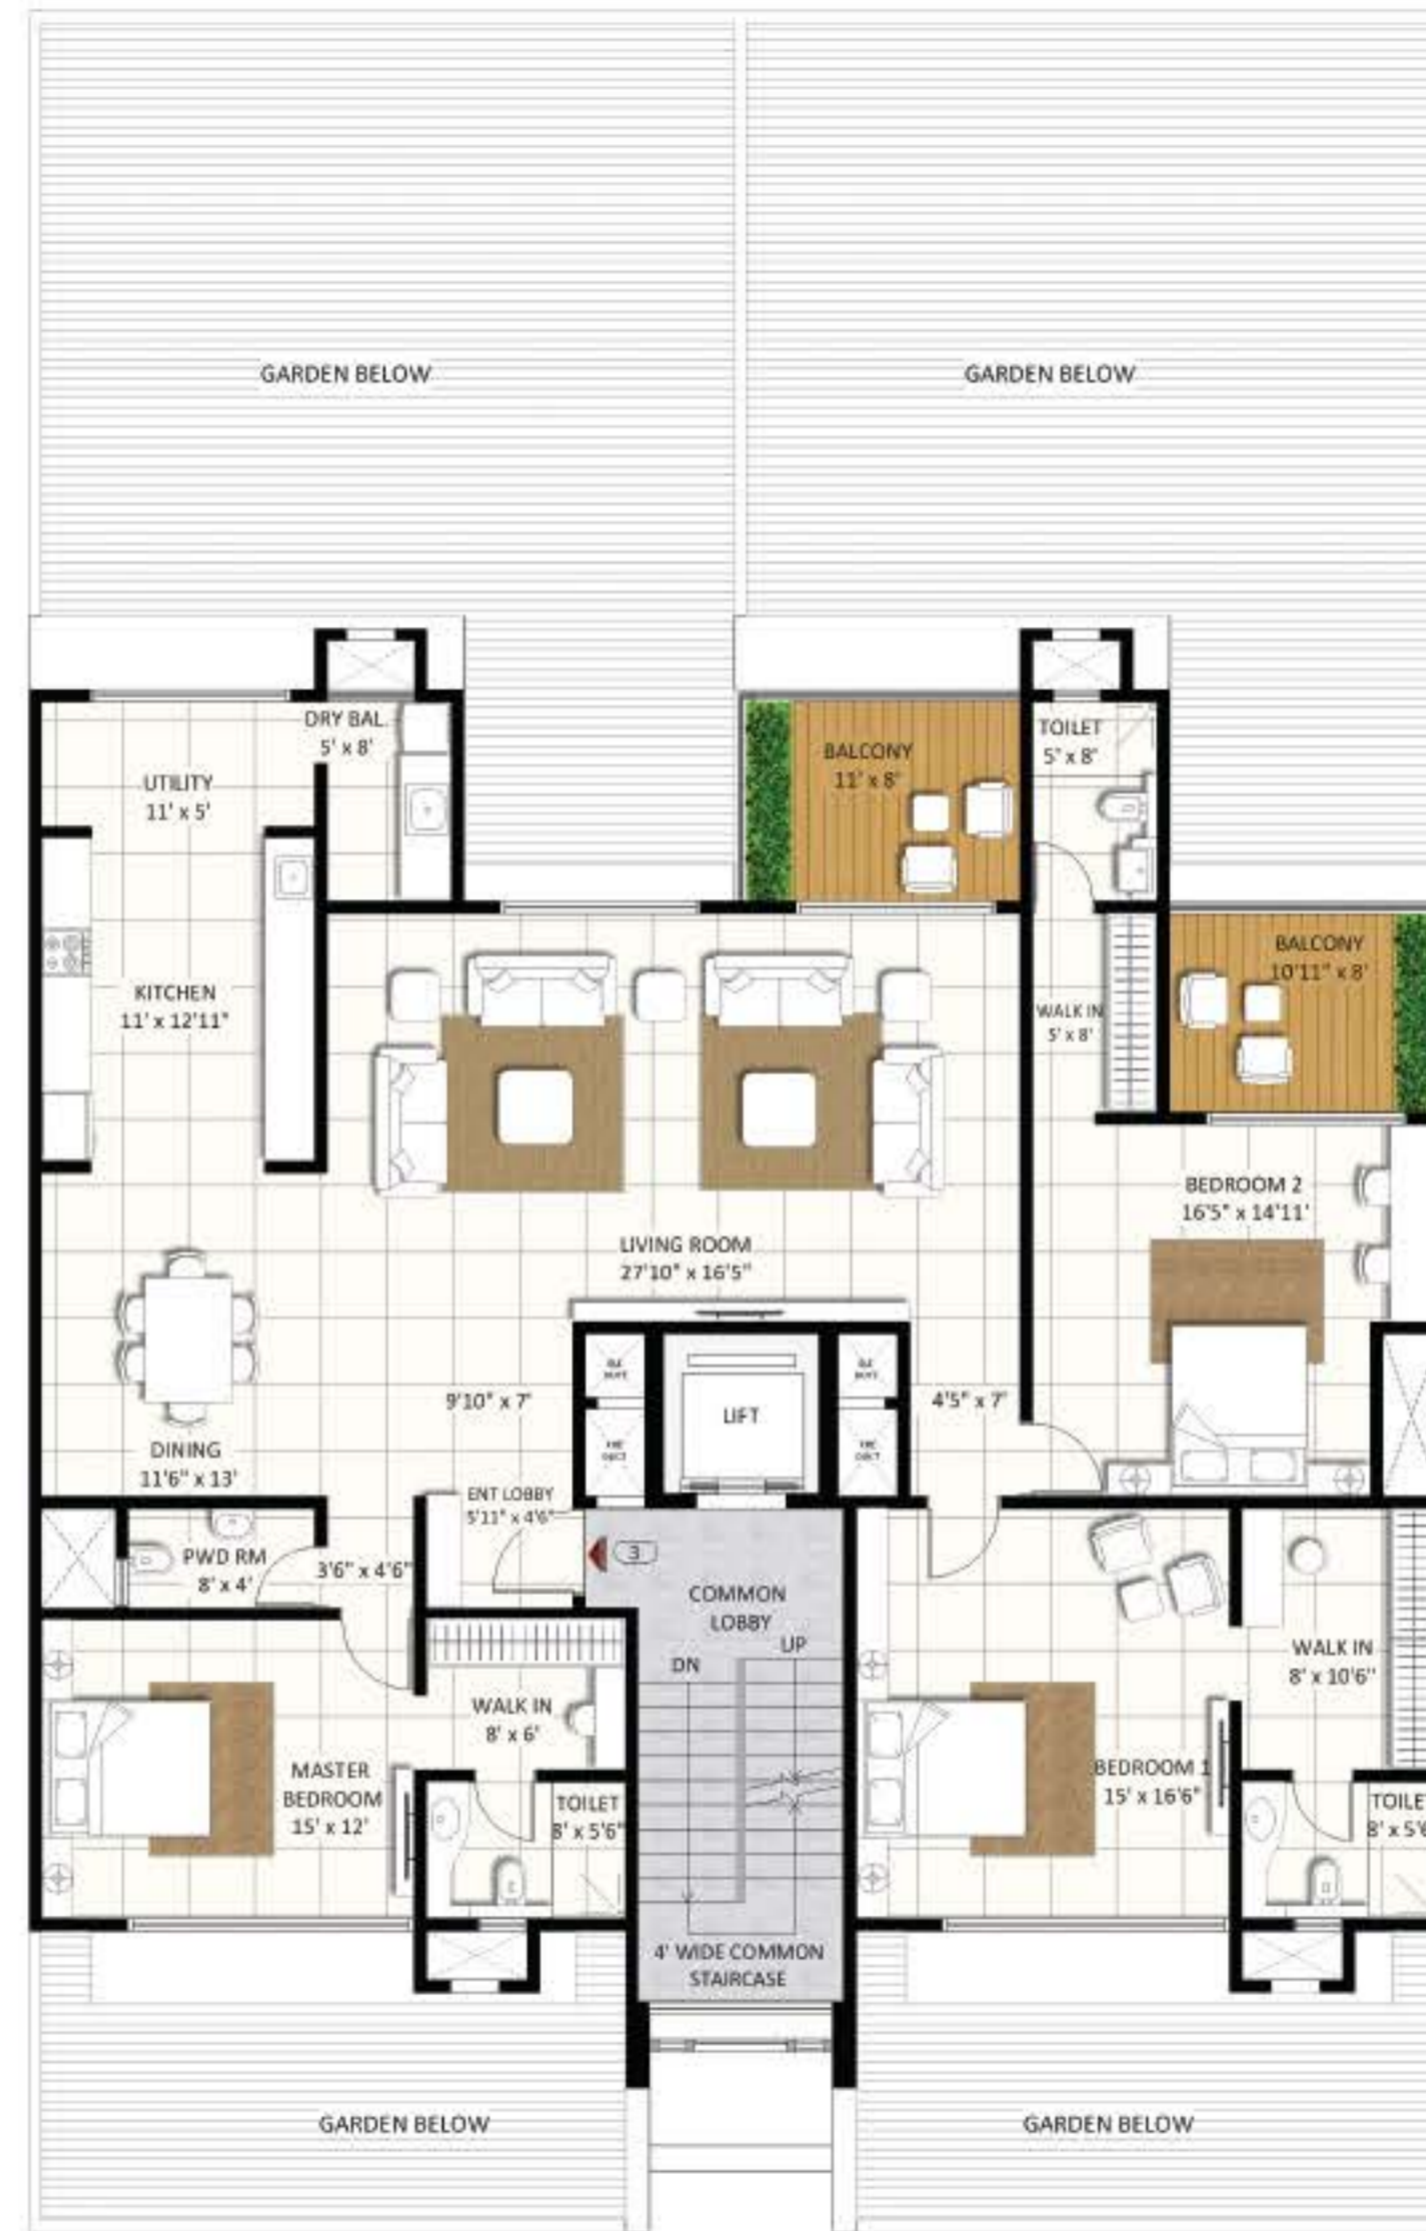 GARDEN BELOW
GARDEN BELOW
DRY BAL.
5' x 8'
UTILITY
11' x 5'
BALCONY
11' x 8'
TOILET
5' x 8'
KITCHEN
11' x 12'11"
WALK IN
5' x 8'
BALCONY
10'11" x 8'
BEDROOM 2
16'5" x 14'11'
LIVING ROOM
27'10" x 16'5"
9'10" x 7'
LIFT
4'5" x 7'
DINING
11'6" x 13'
ENT LOBBY
5'11" x 4'6"
PWD RM
8' x 4'
3'6" x 4'6"
3
COMMON
LOBBY
UP
DN
WALK IN
8' x 10'6"
WALK IN
8' x 6'
MASTER
BEDROOM
15' x 12'
TOILET
8' x 5'6"
BEDROOM 1
15' x 16'6"
TOILET
8' x 5'6
4' WIDE COMMON
STAIRCASE
GARDEN BELOW
GARDEN BELOW